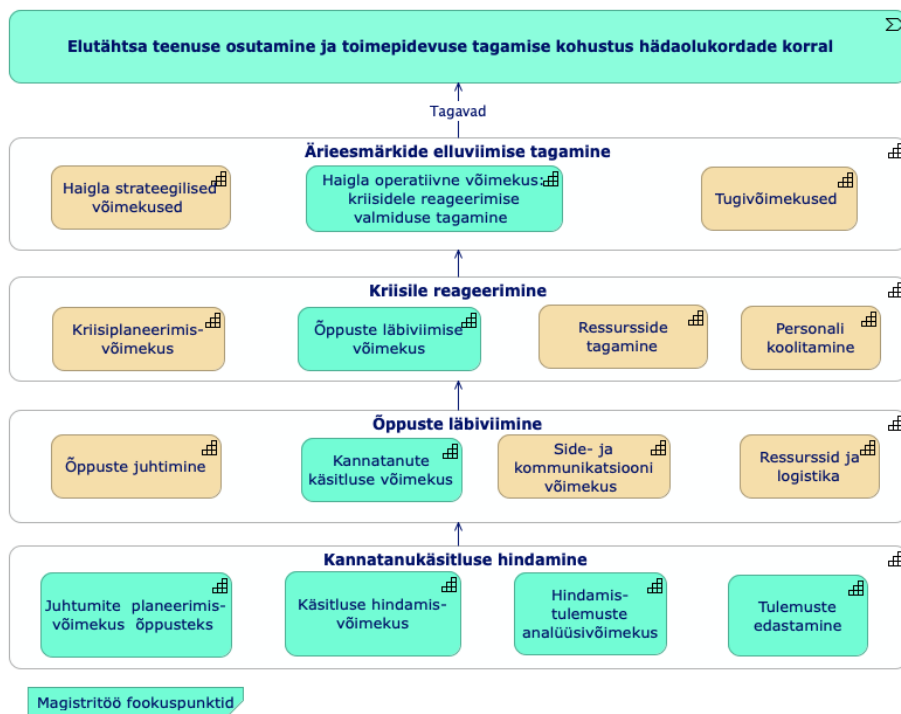 Elutähtsa teenuse osutamine ja toimepidevuse tagamise kohustus hädaolukordade korral
Tagavad
Ärieesmärkide elluviimise tagamine
Haigla strateegilised
võimekused
Haigla operatiivne võimekus:
kriisidele reageerimise
valmiduse tagamine
Tugivõimekused
Kriisile reageerimine
Kriisiplaneerimis-
võimekus
Õppuste läbiviimise
võimekus
Ressursside
tagamine
Personali
koolitamine
Õppuste läbiviimine
Õppuste juhtimine
Kannatanute
käsitluse võimekus
Side- ja
kommunikatsiooni
võimekus
Ressurssid ja
logistika
Kannatanukäsitluse hindamine
Juhtumite planeerimis-
võimekus õppusteks
Käsitluse hindamis-
võimekus
Hindamis-
tulemuste
analüüsivõimekus
Tulemuste
edastamine
Magistritöö fookuspunktid